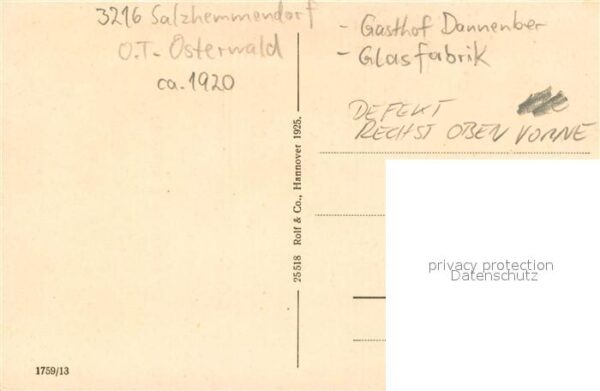 3216 Salzhemmendorf
O.T. Osterwald
ca. 1920
- Gasthof Dannenber
- Glasfabrik
DEFEKT
RECHST OBEN VORNE
25518 Rolf & Co., Hannover 1925.
privacy protection
Datenschutz
1759/13